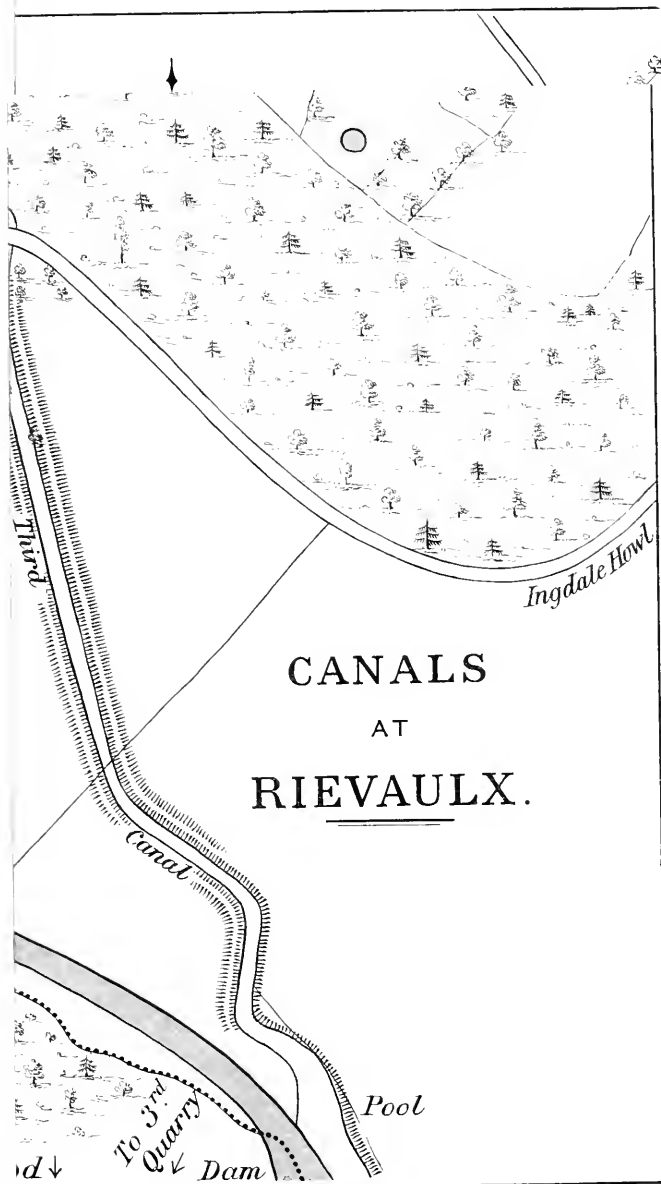 Third
Ingdale Howl
CANALS
AT
RIEVAULX.
Canal
Pool
To 3rd
Quarry
Dam